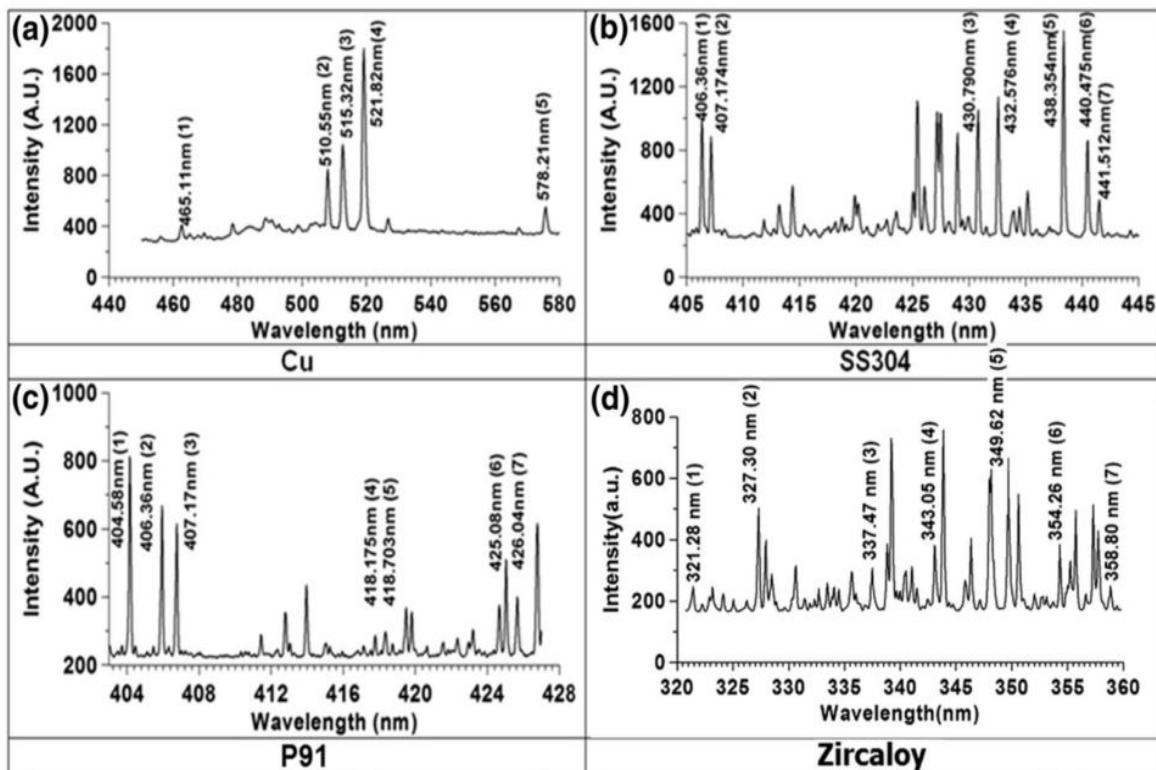 (a)
Intensity (A.U.)
2000
1600
1200
800
400
0
465.11nm (1)
510.55nm (2)
515.32nm (3)
521.82nm(4)
578.21nm (5)
440 460 480 500 520 540 560 580
Wavelength (nm)
Cu
(b)
Intensity (A.U.)
1600
1200
800
400
0
406.36nm (1)
407.174nm (2)
430.790nm (3)
432.576nm (4)
438.354nm(5)
440.475nm(6)
441.512nm(7)
405 410 415 420 425 430 435 440 445
Wavelength (nm)
SS304
(c)
Intensity (A.U.)
1000
800
600
400
200
404.58nm (1)
406.36nm (2)
407.17nm (3)
418.175nm (4)
418.703nm (5)
425.08nm (6)
426.04nm (7)
404 408 412 416 420 424 428
Wavelength (nm)
P91
(d)
Intensity(a.u.)
800
600
400
200
0
321.28 nm (1)
327.30 nm (2)
337.47 nm (3)
343.05 nm (4)
349.62 nm (5)
354.26 nm (6)
358.80 nm (7)
320 325 330 335 340 345 350 355 360
Wavelength(nm)
Zircaloy